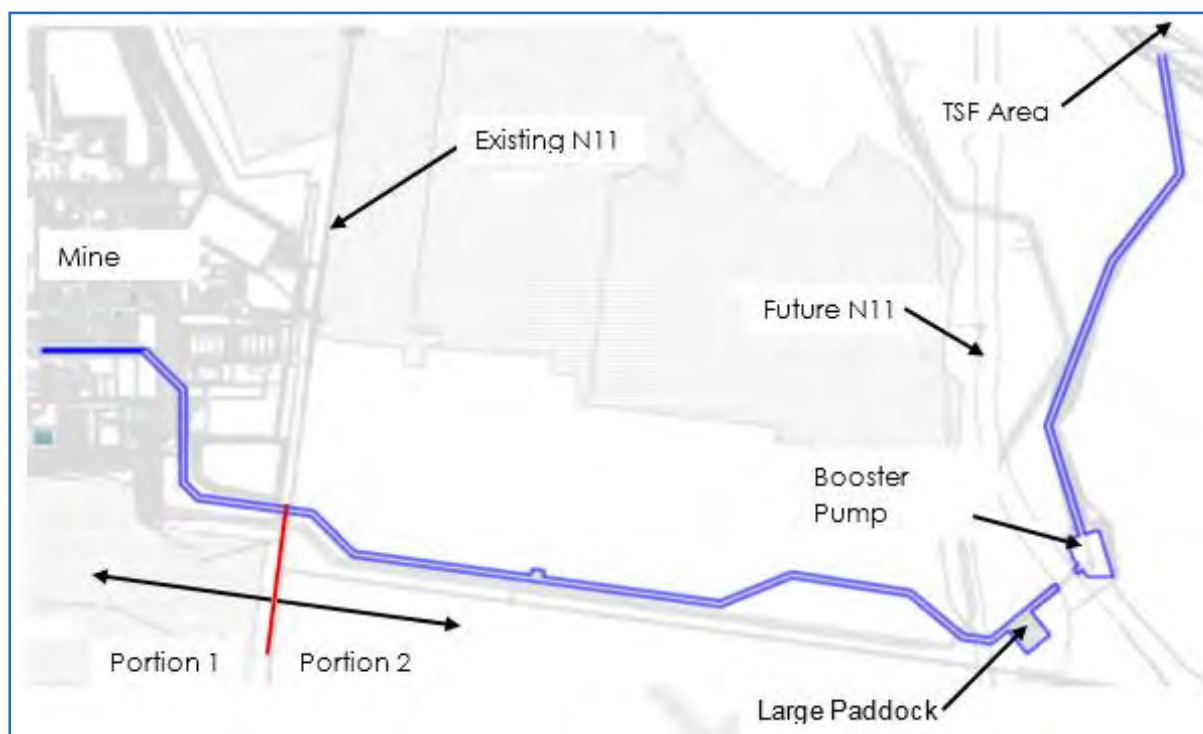 TSF Area
Existing N11
Mine
Future N11
Booster
Pump
Portion 1
Portion 2
Large Paddock